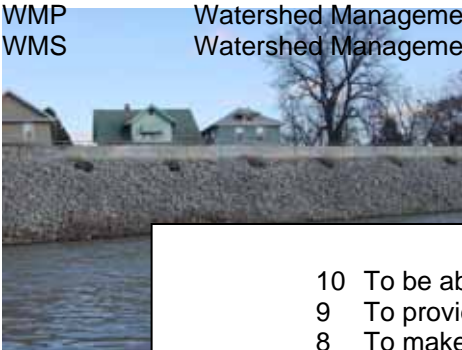 WMP Watershed Manageme
WMS Watershed Manageme
10 To be ab
9 To provi
8 To make